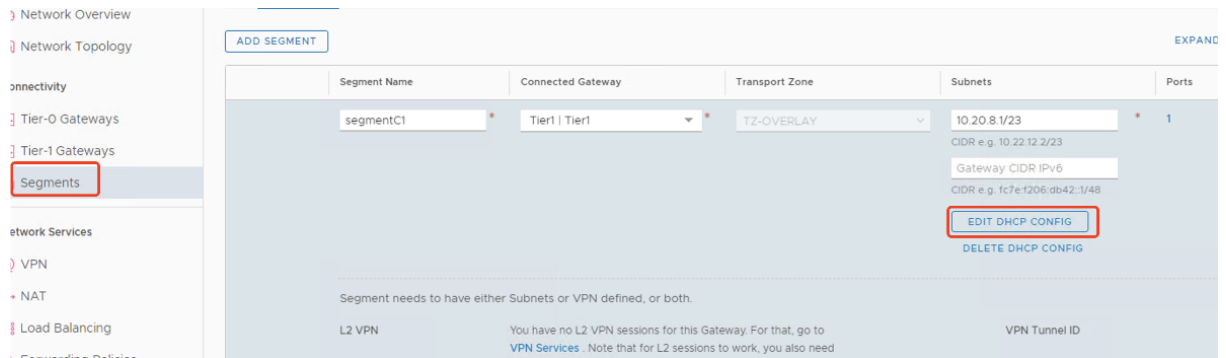 Network Overview
Network Topology
ADD SEGMENT
EXPAND
Segment Name Connected Gateway Transport Zone Subnets Ports
onnectivity
Tier-0 Gateways
Tier-1 Gateways
Segments
segmentC1 * Tier1 | Tier1 * TZ-OVERLAY 10.20.8.1/23 * 1
CIDR e.g. 10.22.12.2/23
Gateway CIDR IPv6
CIDR e.g. fc7e:f206:db42::1/48
EDIT DHCP CONFIG
DELETE DHCP CONFIG
etwork Services
VPN
NAT
Load Balancing
Forwarding Policies
Segment needs to have either Subnets or VPN defined, or both.
L2 VPN You have no L2 VPN sessions for this Gateway. For that, go to VPN Tunnel ID
VPN Services . Note that for L2 sessions to work, you also need